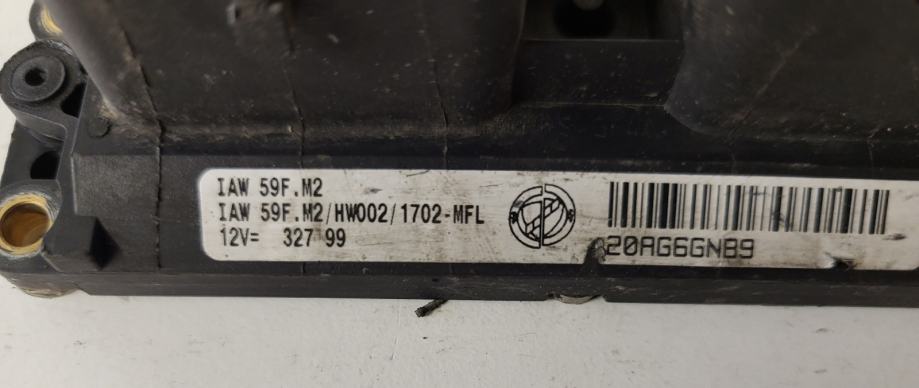 IAW 59F.M2
IAW 59F.M2/HW002/1702-MFL
12V= 327 99
20AG6GNB9